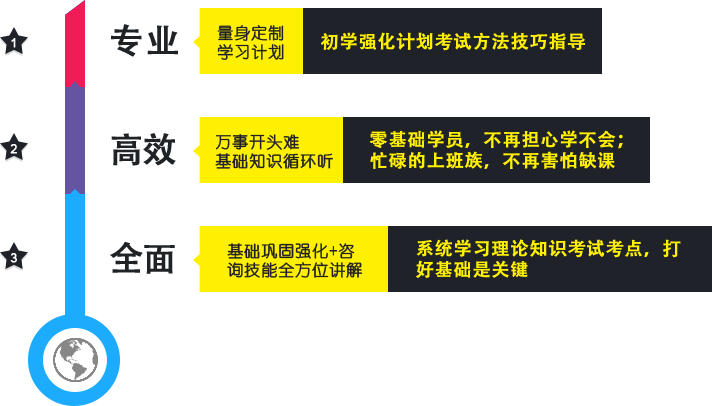 1
专业
量身定制
学习计划
初学强化计划考试方法技巧指导
2
高效
万事开头难
基础知识循环听
零基础学员，不再担心学不会；
忙碌的上班族，不再害怕缺课
3
全面
基础巩固强化+咨
询技能全方位讲解
系统学习理论知识考试考点，打
好基础是关键